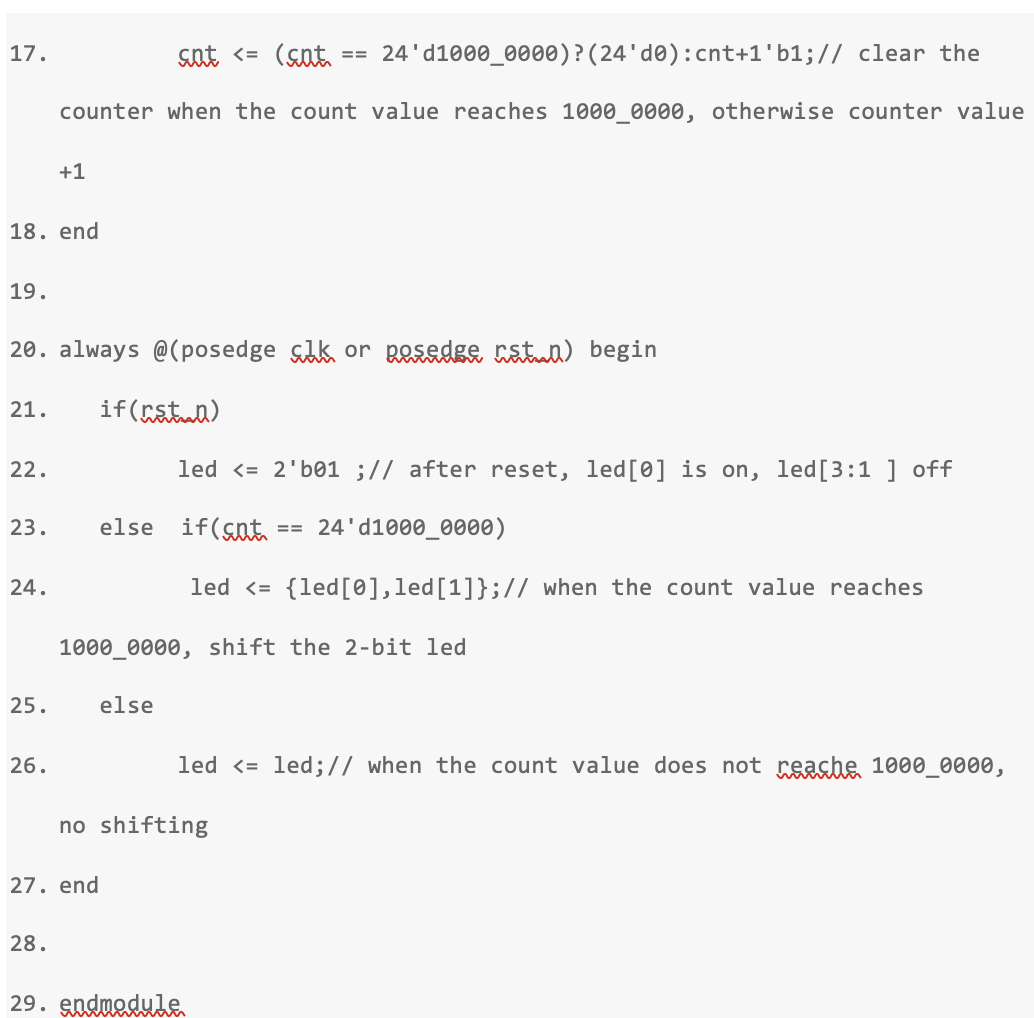 17. cnt <= (cnt == 24'd1000_0000)?(24'd0):cnt+1'b1;// clear the
counter when the count value reaches 1000_0000, otherwise counter value
+1
18. end
19.
20. always @(posedge clk or posedge rst_n) begin
21. if(rst_n)
22. led <= 2'b01 ;// after reset, led[0] is on, led[3:1 ] off
23. else  if(cnt == 24'd1000_0000)
24. led <= {led[0],led[1]};// when the count value reaches
1000_0000, shift the 2-bit led
25. else
26. led <= led;// when the count value does not reache 1000_0000,
no shifting
27. end
28.
29. endmodule